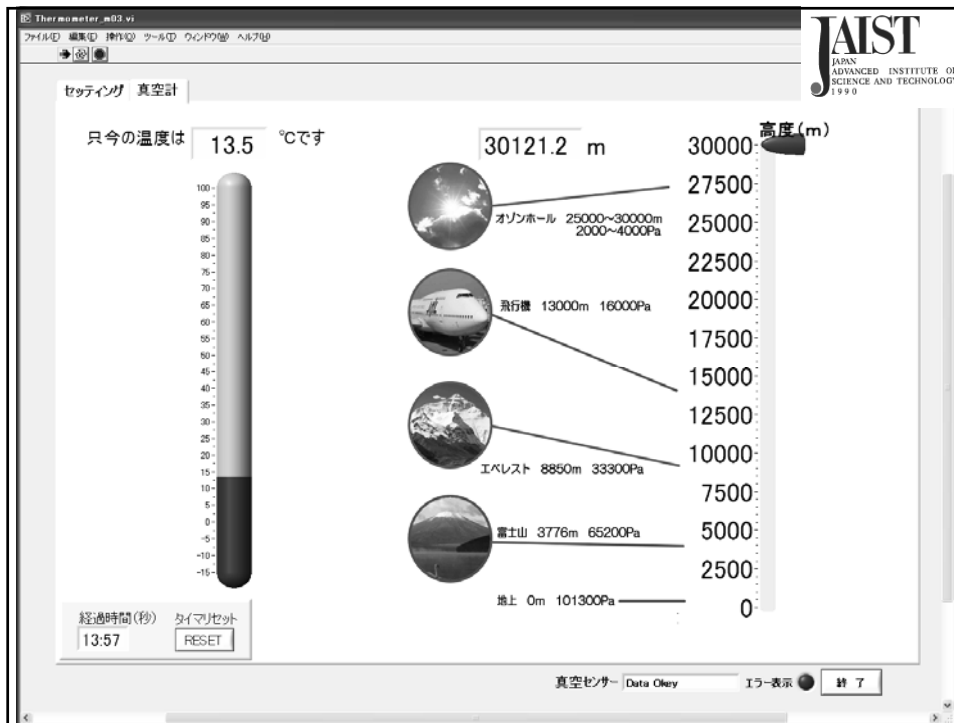 Thermometer_m03.vi
ファイル(F) 編集(E) 操作(O) ツール(T) ウィンドウ(W) ヘルプ(H)
JAIST
JAPAN
ADVANCED INSTITUTE OF
SCIENCE AND TECHNOLOGY
1990
セッティング 真空計
只今の温度は 13.5 ℃です
30121.2 m
高度(m)
100
95
90
85
80
75
70
65
60
55
50
45
40
35
30
25
20
15
10
5
0
-5
-10
-15
オゾンホール 25000～30000m
2000～4000Pa
飛行機 13000m 16000Pa
エベレスト 8850m 33300Pa
富士山 3776m 65200Pa
地上 0m 101300Pa
30000
27500
25000
22500
20000
17500
15000
12500
10000
7500
5000
2500
0
経過時間(秒) タイマリセット
13:57 RESET
真空センサー Data Okey エラー表示 終 了